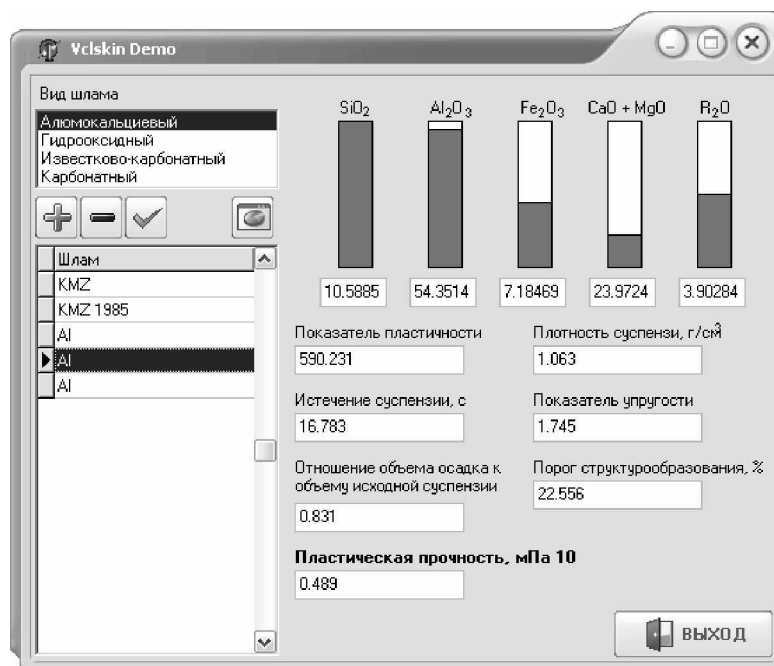 Vclskin Demo
Вид шлама
Алюмокальциевый
Гидрооксидный
Известково-карбонатный
Карбонатный
Шлам
KMZ
KMZ 1985
Al
Al
Al
SiO₂ Al₂O₃ Fe₂O₃ CaO + MgO R₂O
10.5885 54.3514 7.18469 23.9724 3.90284
Показатель пластичности
590.231
Плотность суспензи, г/см³
1.063
Истечение суспензии, с
16.783
Показатель упругости
1.745
Отношение объема осадка к
объему исходной суспензии
0.831
Порог структурообразования, %
22.556
Пластическая прочность, мПа 10
0.489
ВЫХОД